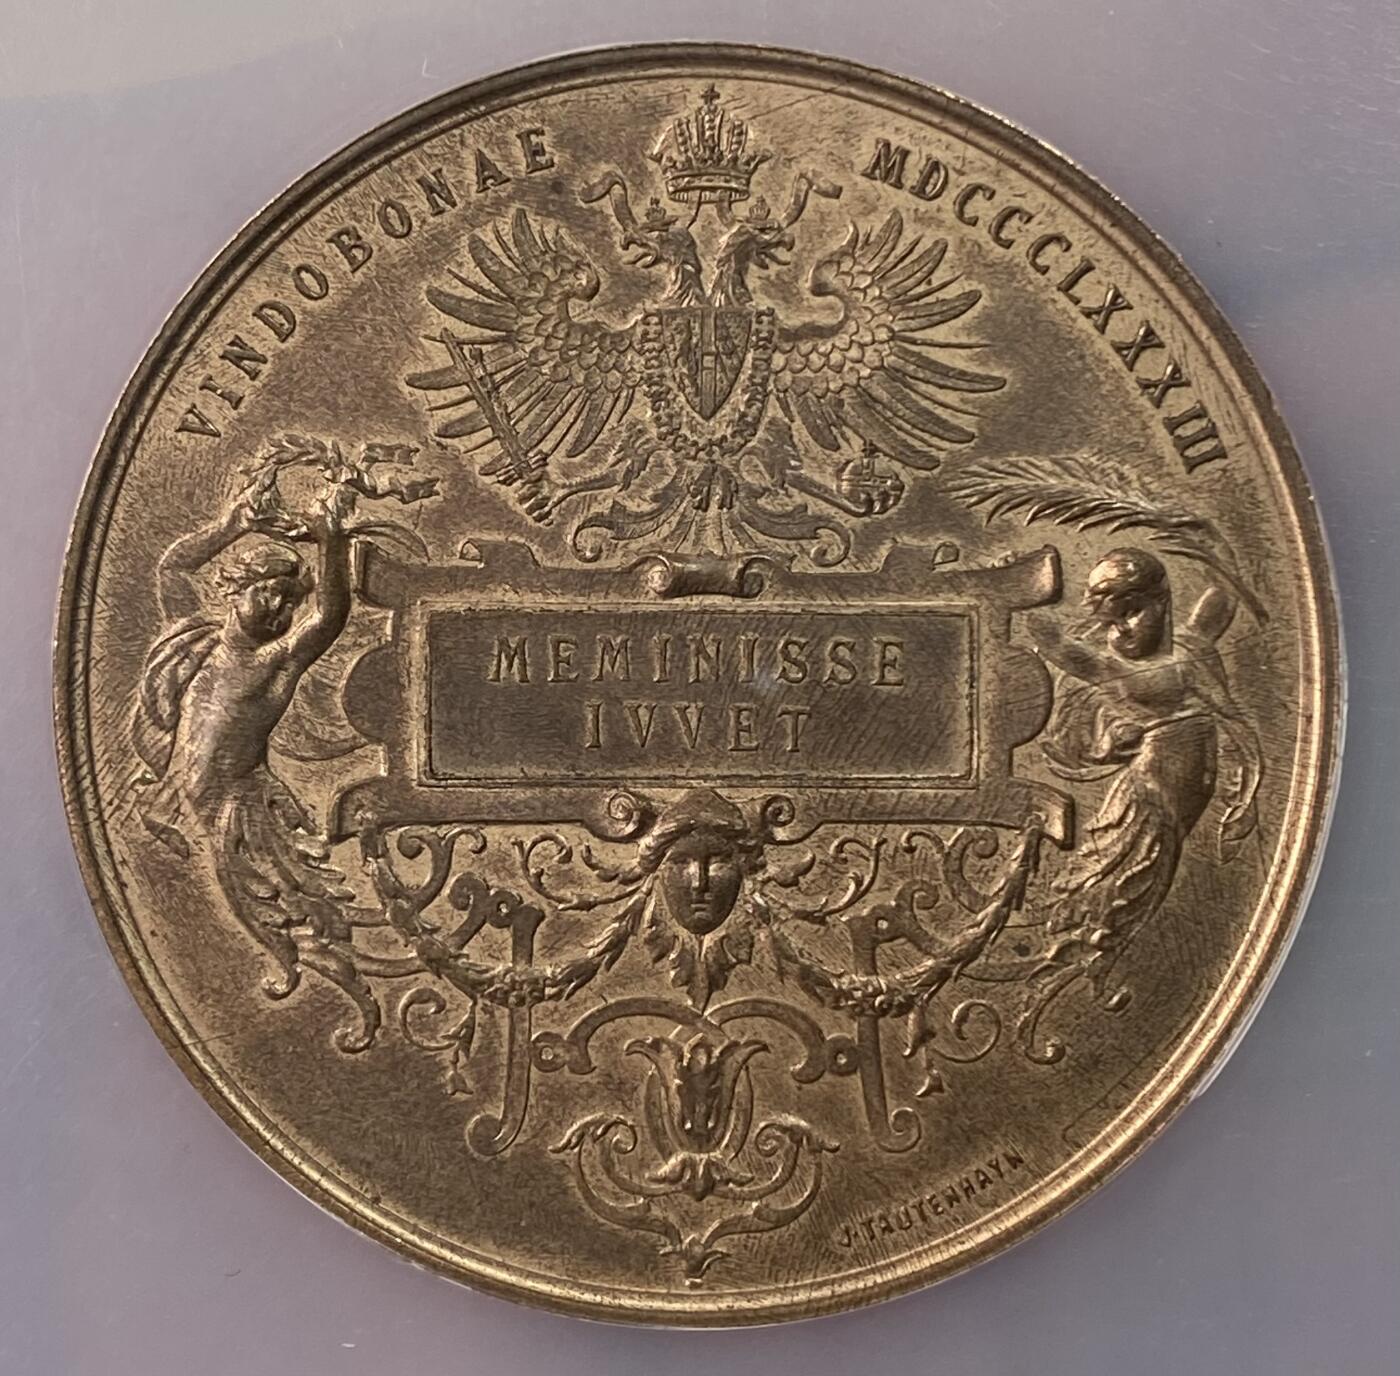 VINDOBONAE MDCCCLXXXIII
MEMINISSE
IVVET
J. TAUTENHAYN